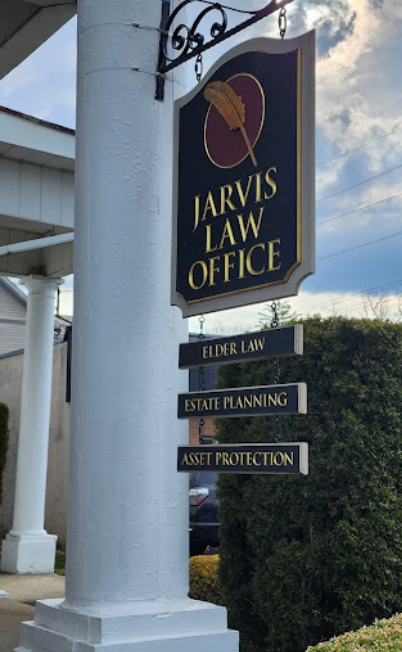 JARVIS
LAW
OFFICE
ELDER LAW
ESTATE PLANNING
ASSET PROTECTION